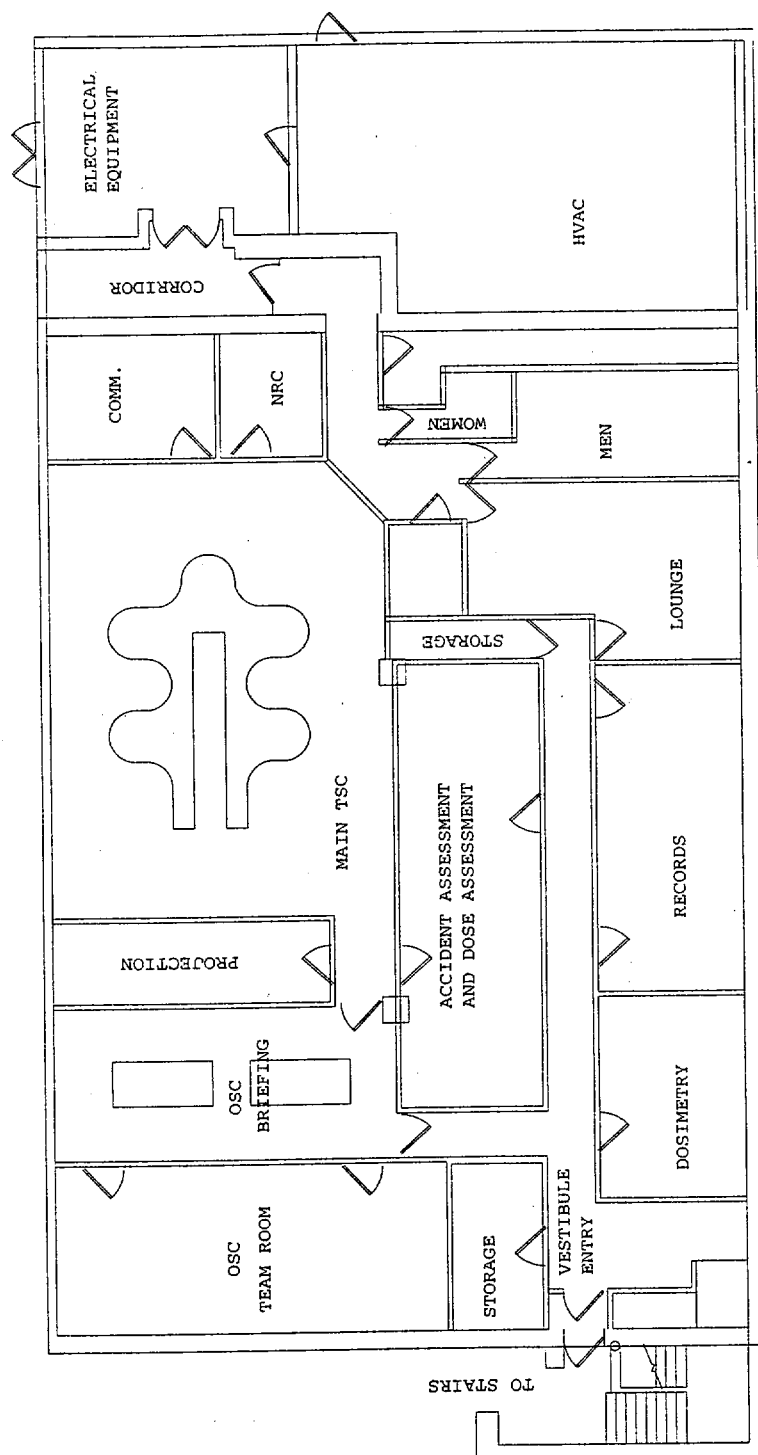 ELECTRICAL
EQUIPMENT
HVAC
CORRIDOR
COMM.
NRC
WOMEN
MEN
LOUNGE
STORAGE
MAIN TSC
ACCIDENT ASSESSMENT
AND DOSE ASSESSMENT
RECORDS
PROJECTION
OSC
BRIEFING
DOSIMETRY
OSC
TEAM ROOM
STORAGE
VESTIBULE
ENTRY
TO STAIRS